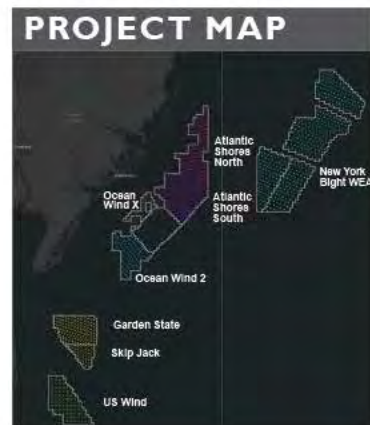 PROJECT MAP
Atlantic
Shores
North
New York
Bight WEA
Ocean
Wind X
Atlantic
Shores
South
Ocean Wind 2
Garden State
Skip Jack
US Wind